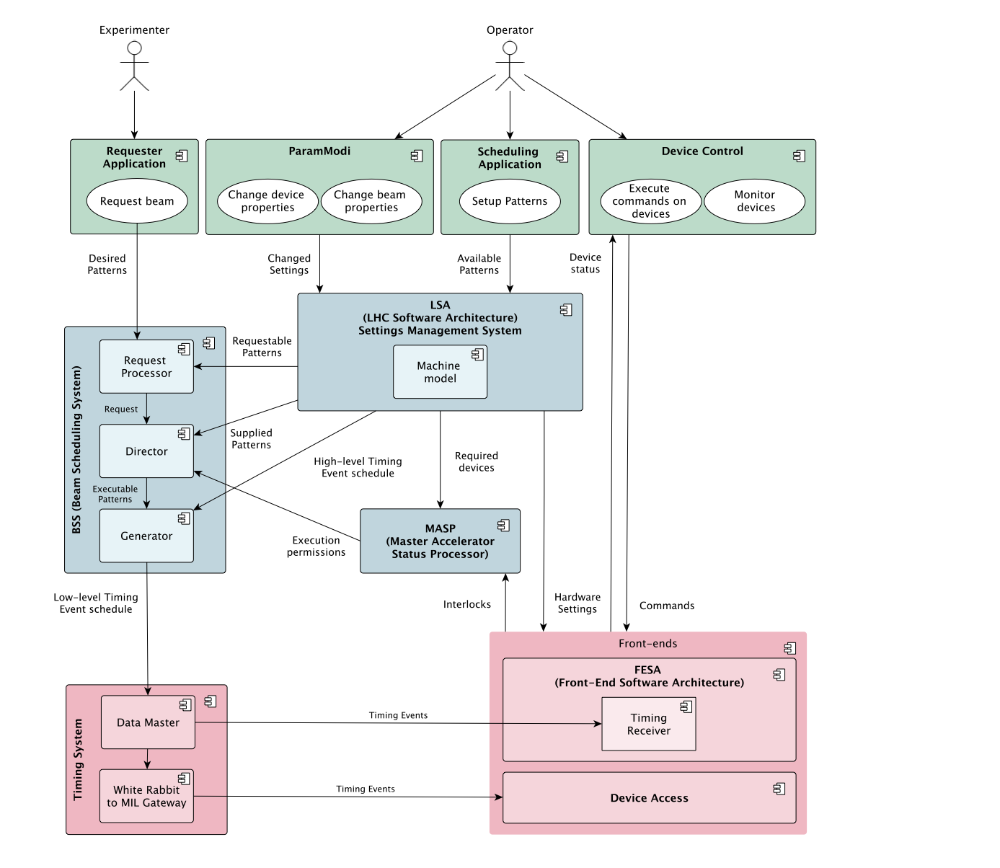 Experimenter
Operator
Requester
Application
Request beam
ParamModi
Change device
properties
Change beam
properties
Scheduling
Application
Setup Patterns
Device Control
Execute
commands on
devices
Monitor
devices
Desired
Patterns
Changed
Settings
Available
Patterns
Device
status
LSA
(LHC Software Architecture)
Settings Management System
Machine
model
Requestable
Patterns
BSS (Beam Scheduling System)
Request
Processor
Request
Director
Supplied
Patterns
Executable
Patterns
Generator
High-level Timing
Event schedule
Required
devices
MASP
(Master Accelerator
Status Processor)
Execution
permissions
Low-level Timing
Event schedule
Interlocks
Hardware
Settings
Commands
Front-ends
FESA
(Front-End Software Architecture)
Timing
Receiver
Timing System
Data Master
Timing Events
White Rabbit
to MIL Gateway
Timing Events
Device Access